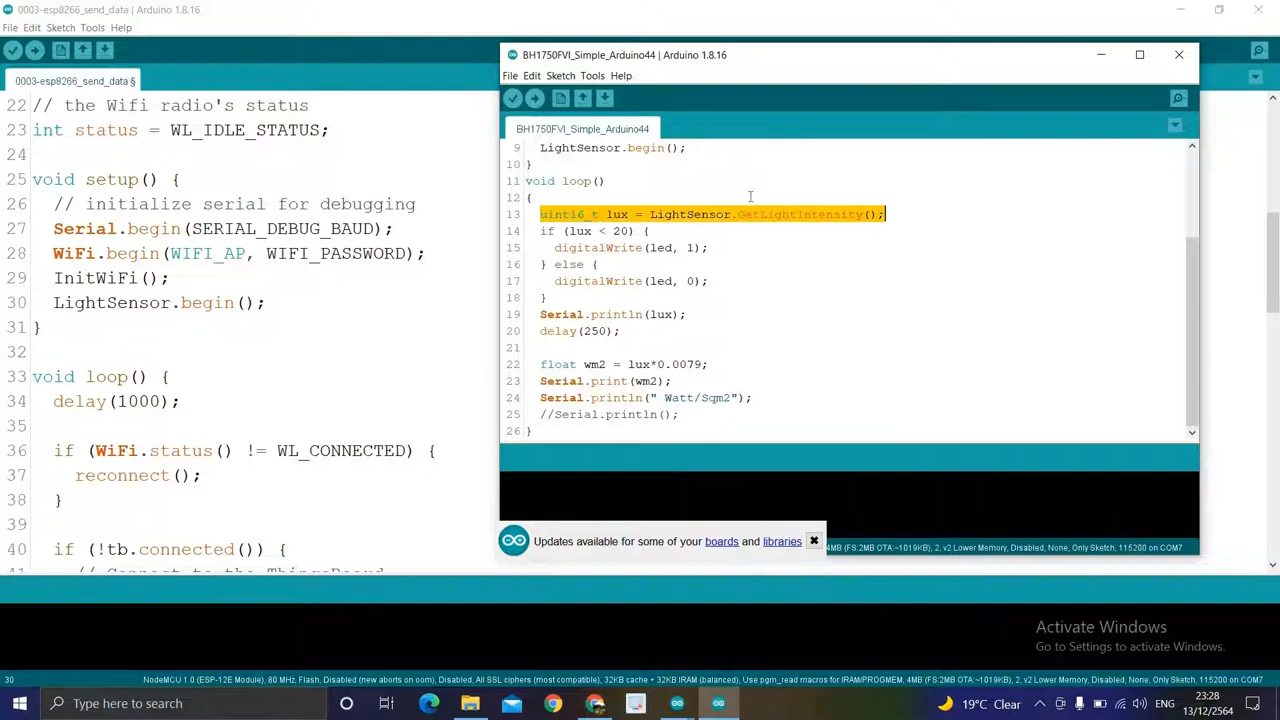 0003-esp8266_send_data | Arduino 1.8.16
File Edit Sketch Tools Help
0003-esp8266_send_data §
22 // the Wifi radio's status
23 int status = WL_IDLE_STATUS;
24
25 void setup() {
26 // initialize serial for debugging
27 Serial.begin(SERIAL_DEBUG_BAUD);
28 WiFi.begin(WIFI_AP, WIFI_PASSWORD);
29 InitWiFi();
30 LightSensor.begin();
31 }
32
33 void loop() {
34 delay(1000);
35
36 if (WiFi.status() != WL_CONNECTED) {
37 reconnect();
38 }
39
40 if (!tb.connected()) {
41 // Connect to the ThingsBoard
BH1750FVI_Simple_Arduino44 | Arduino 1.8.16
File Edit Sketch Tools Help
BH1750FVI_Simple_Arduino44
9 LightSensor.begin();
10 }
11 void loop()
12 {
13 uint16_t lux = LightSensor.GetLightIntensity();
14 if (lux < 20) {
15 digitalWrite(led, 1);
16 } else {
17 digitalWrite(led, 0);
18 }
19 Serial.println(lux);
20 delay(250);
21
22 float wm2 = lux*0.0079;
23 Serial.print(wm2);
24 Serial.println(" Watt/Sqm2");
25 //Serial.println();
26 }
Updates available for some of your boards and libraries
4MB (FS:2MB OTA:~1019KB), 2, v2 Lower Memory, Disabled, None, Only Sketch, 115200 on COM7
Activate Windows
Go to Settings to activate Windows.
30 NodeMCU 1.0 (ESP-12E Module), 80 MHz, Flash, Disabled (new aborts on oom), Disabled, All SSL ciphers (most compatible), 32KB cache + 32KB IRAM (balanced), Use pgm_read macros for IRAM/PROGMEM, 4MB (FS:2MB OTA:~1019KB), 2, v2 Lower Memory, Disabled, None, Only Sketch, 115200 on COM7
Type here to search
19°C Clear
ENG
23:28
13/12/2564